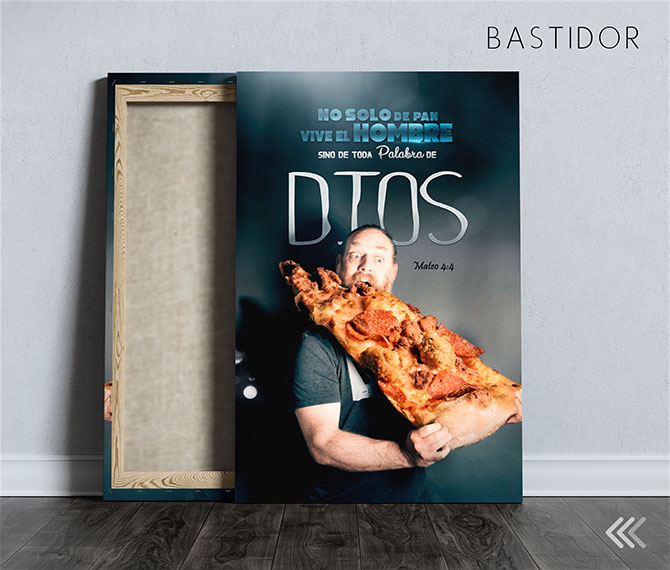 BASTIDOR
NO SOLO DE PAN
VIVE EL HOMBRE
SINO DE TODA Palabra DE
DIOS
Mateo 4:4